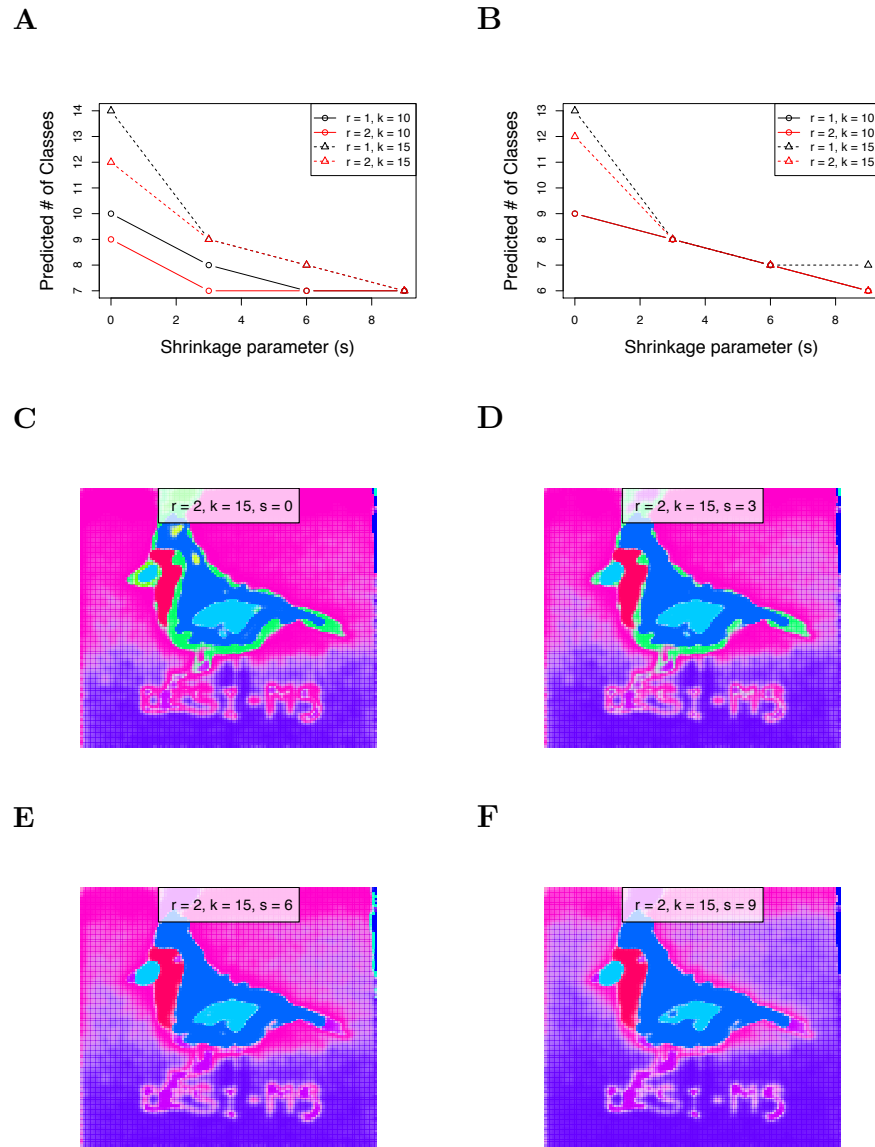 A
B
Predicted # of Classes
14
13
12
11
10
9
8
7
0
2
4
6
8
Shrinkage parameter (s)
r = 1, k = 10
r = 2, k = 10
r = 1, k = 15
r = 2, k = 15
Predicted # of Classes
13
12
11
10
9
8
7
6
0
2
4
6
8
Shrinkage parameter (s)
r = 1, k = 10
r = 2, k = 10
r = 1, k = 15
r = 2, k = 15
C
D
r = 2, k = 15, s = 0
r = 2, k = 15, s = 3
E
F
r = 2, k = 15, s = 6
r = 2, k = 15, s = 9